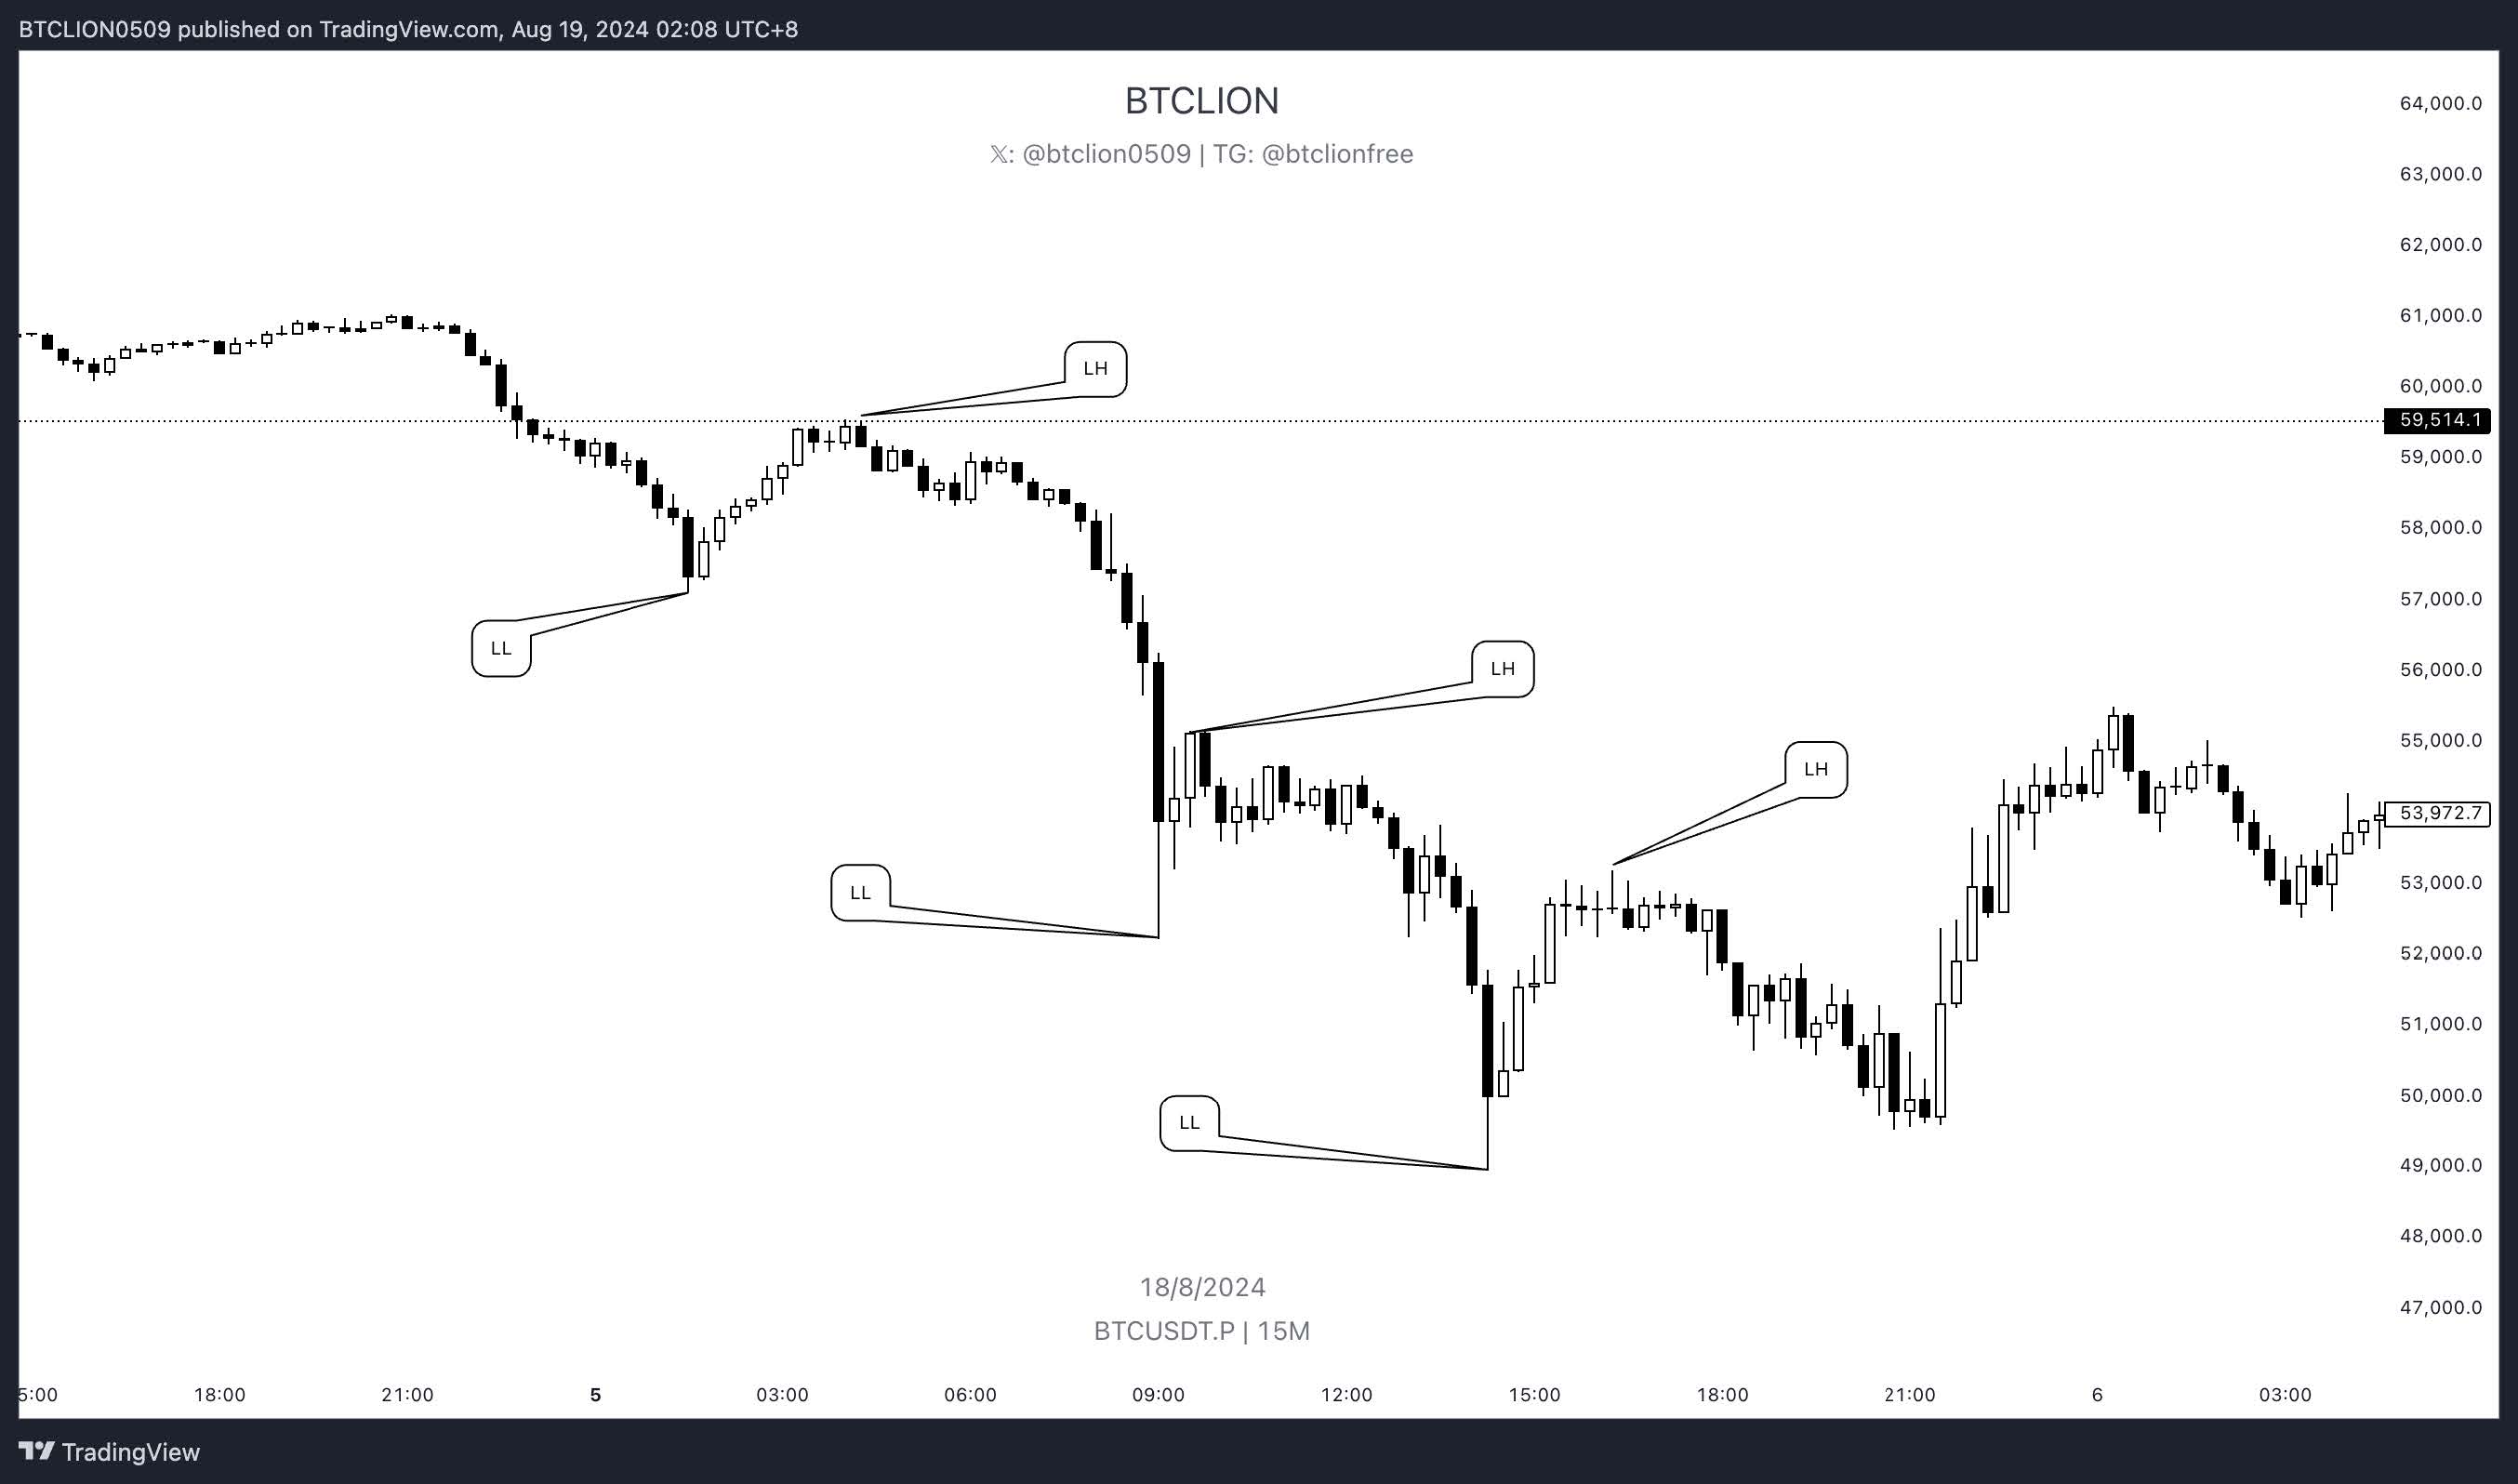 BTCLION0509 published on TradingView.com, Aug 19, 2024 02:08 UTC+8
BTCLION
𝕏: @btclion0509 | TG: @btclionfree
64,000.0
63,000.0
62,000.0
61,000.0
60,000.0
59,514.1
59,000.0
58,000.0
57,000.0
56,000.0
55,000.0
53,972.7
53,000.0
52,000.0
51,000.0
50,000.0
49,000.0
48,000.0
47,000.0
LH
LL
LH
LH
LL
LL
18/8/2024
BTCUSDT.P | 15M
5:00 18:00 21:00 5 03:00 06:00 09:00 12:00 15:00 18:00 21:00 6 03:00
TradingView